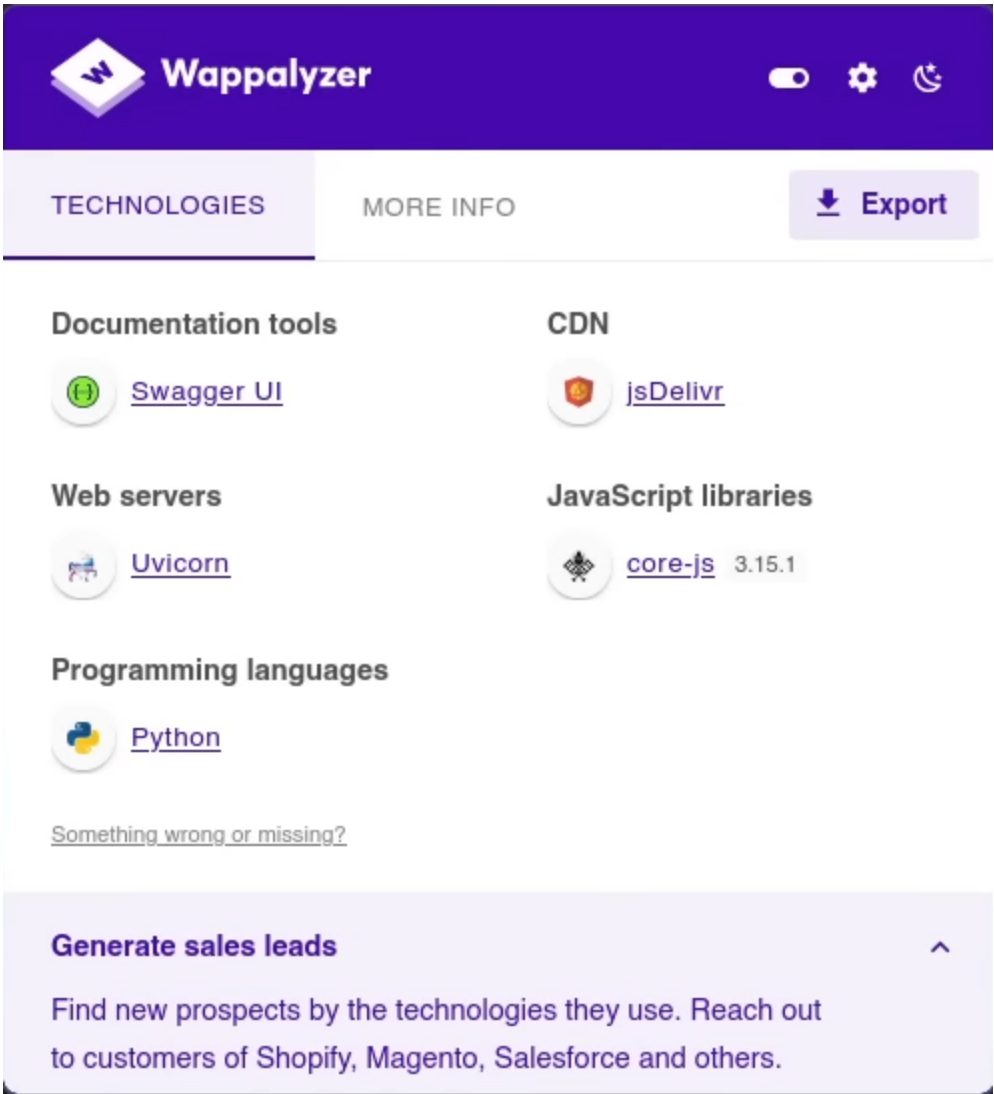 Wappalyzer
TECHNOLOGIES
MORE INFO
Export
Documentation tools
Swagger UI
CDN
jsDelivr
Web servers
Uvicorn
JavaScript libraries
core-js 3.15.1
Programming languages
Python
Something wrong or missing?
Generate sales leads
Find new prospects by the technologies they use. Reach out
to customers of Shopify, Magento, Salesforce and others.